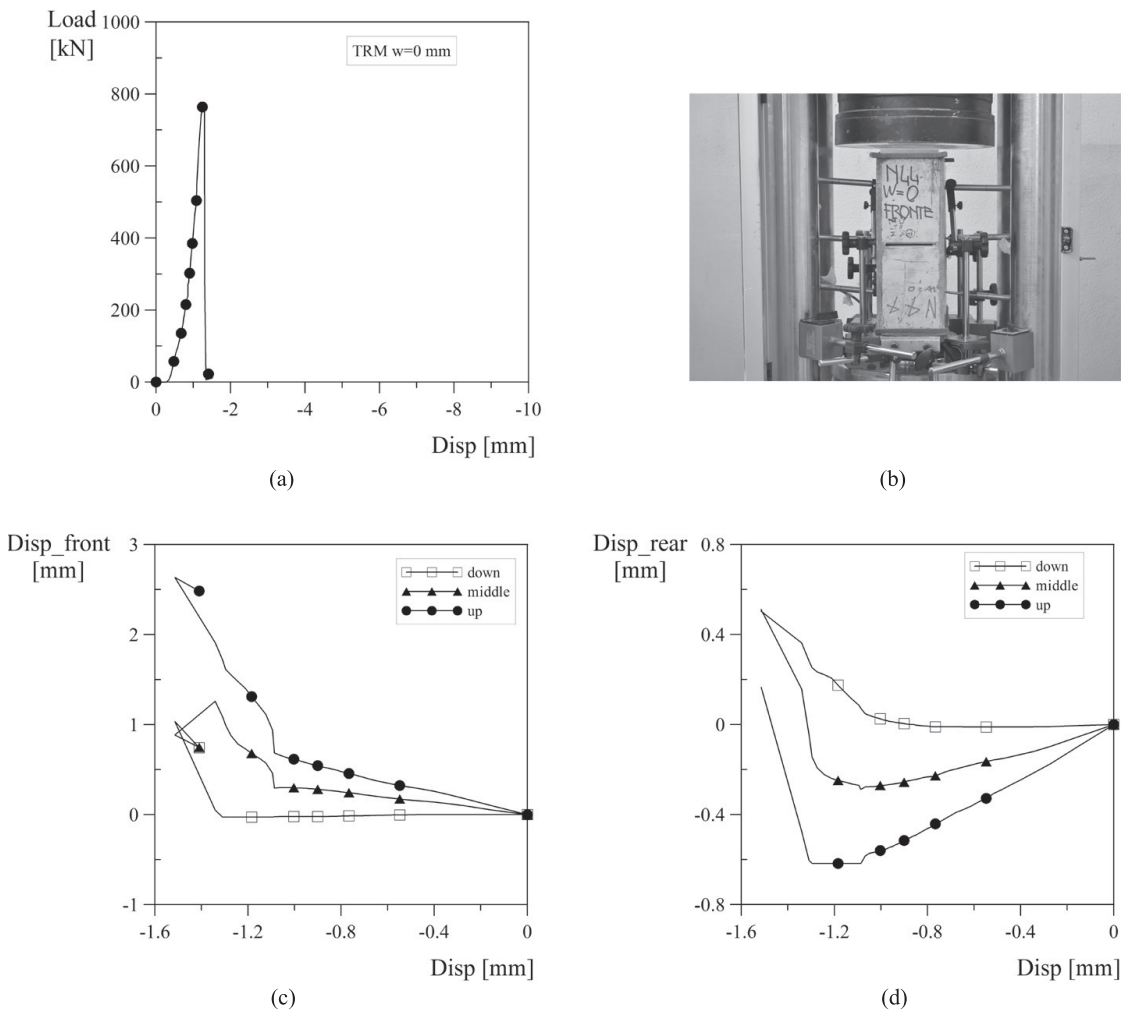 Load
[kN]
1000
800
600
400
200
0
TRM w=0 mm
0 -2 -4 -6 -8 -10
Disp [mm]
(a)
N44
W=0
FRONTE
(b)
Disp_front
[mm]
3
2
1
0
-1
down
middle
up
-1.6 -1.2 -0.8 -0.4 0
Disp [mm]
(c)
Disp_rear
[mm]
0.8
0.4
0
-0.4
-0.8
down
middle
up
-1.6 -1.2 -0.8 -0.4 0
Disp [mm]
(d)